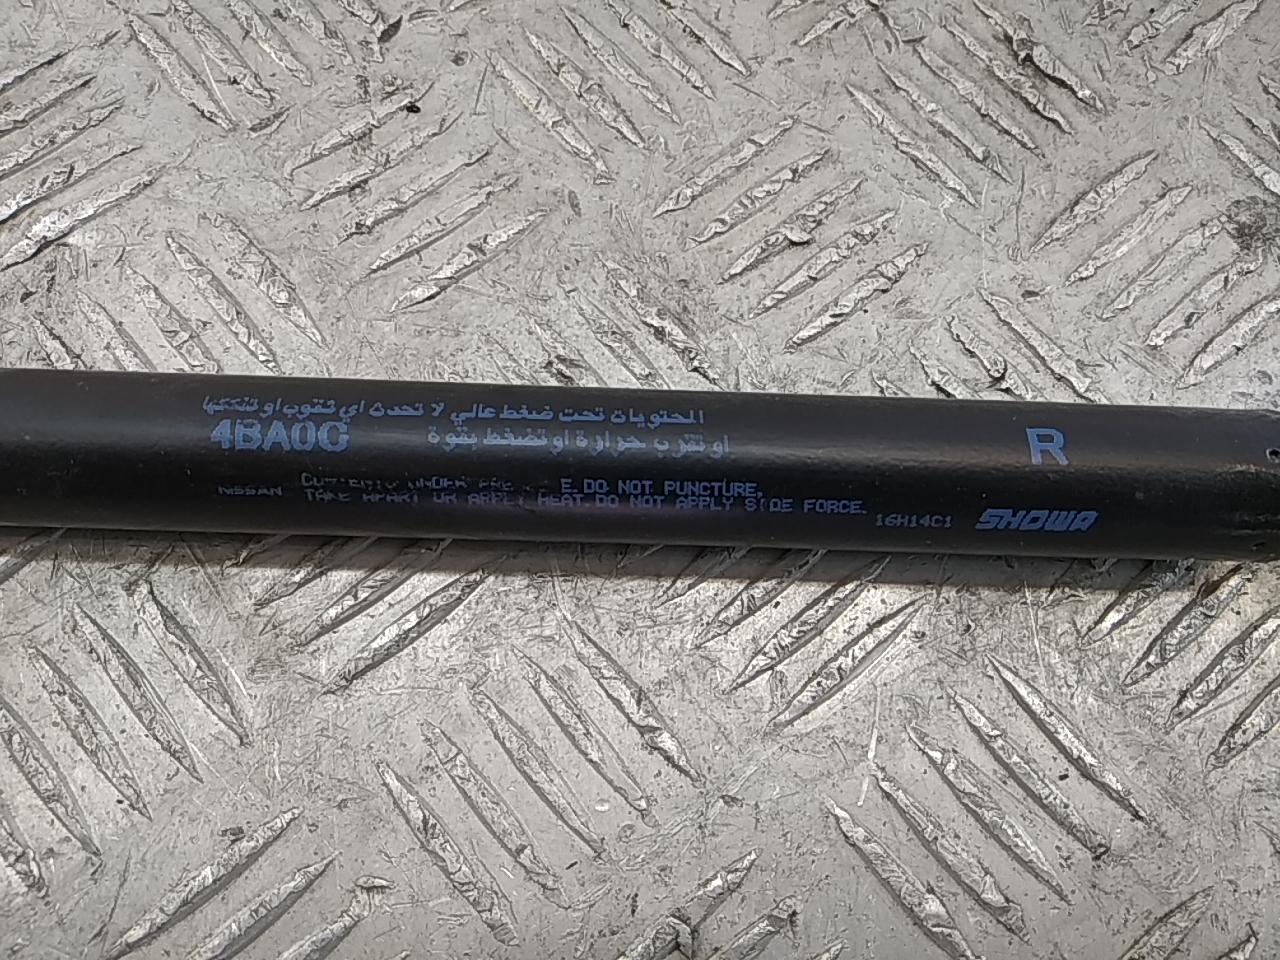 المحتويات تحت ضغط عالي لا تحدث اي ثقوب او تفككها
او تقرب حرارة او تضغط بقوة
4BA0C
R
NISSAN
UNDER E. DO NOT PUNCTURE,
TAKE APART OR APPLY HEAT. DO NOT APPLY SIDE FORCE.
16H14C1
SHOWA